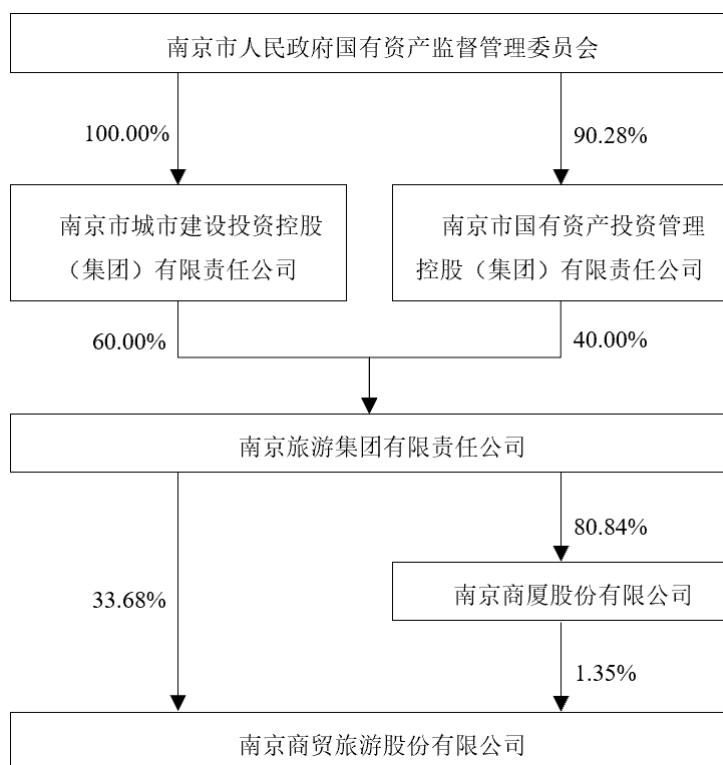 南京市人民政府国有资产监督管理委员会
100.00%
90.28%
南京市城市建设投资控股
（集团）有限责任公司
南京市国有资产投资管理
控股（集团）有限责任公司
60.00%
40.00%
南京旅游集团有限责任公司
80.84%
33.68%
南京商厦股份有限公司
1.35%
南京商贸旅游股份有限公司